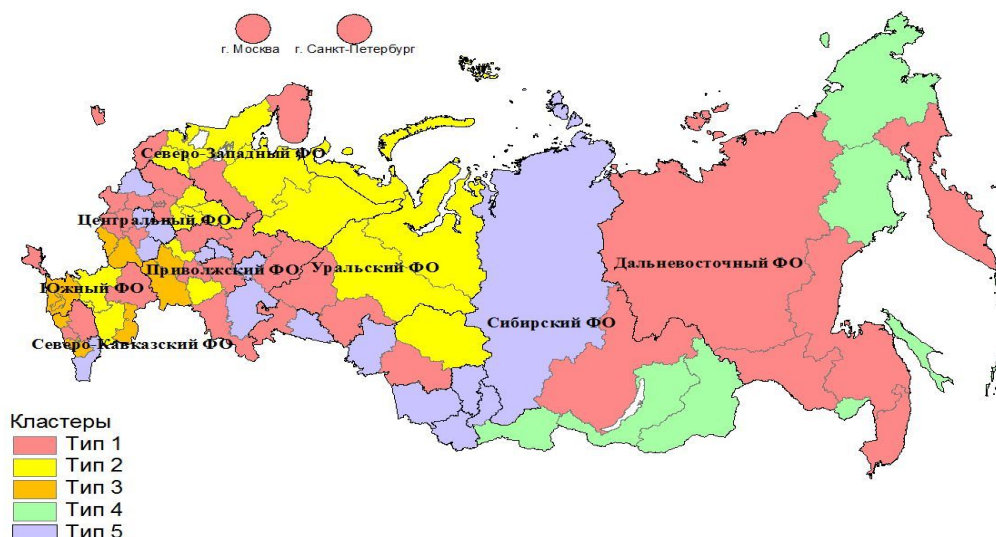 г. Москва г. Санкт-Петербург
Северо-Западный ФО
Центральный ФО
Приволжский ФО
Уральский ФО
Дальневосточный ФО
Южный ФО
Сибирский ФО
Северо-Кавказский ФО
Кластеры
Тип 1
Тип 2
Тип 3
Тип 4
Тип 5